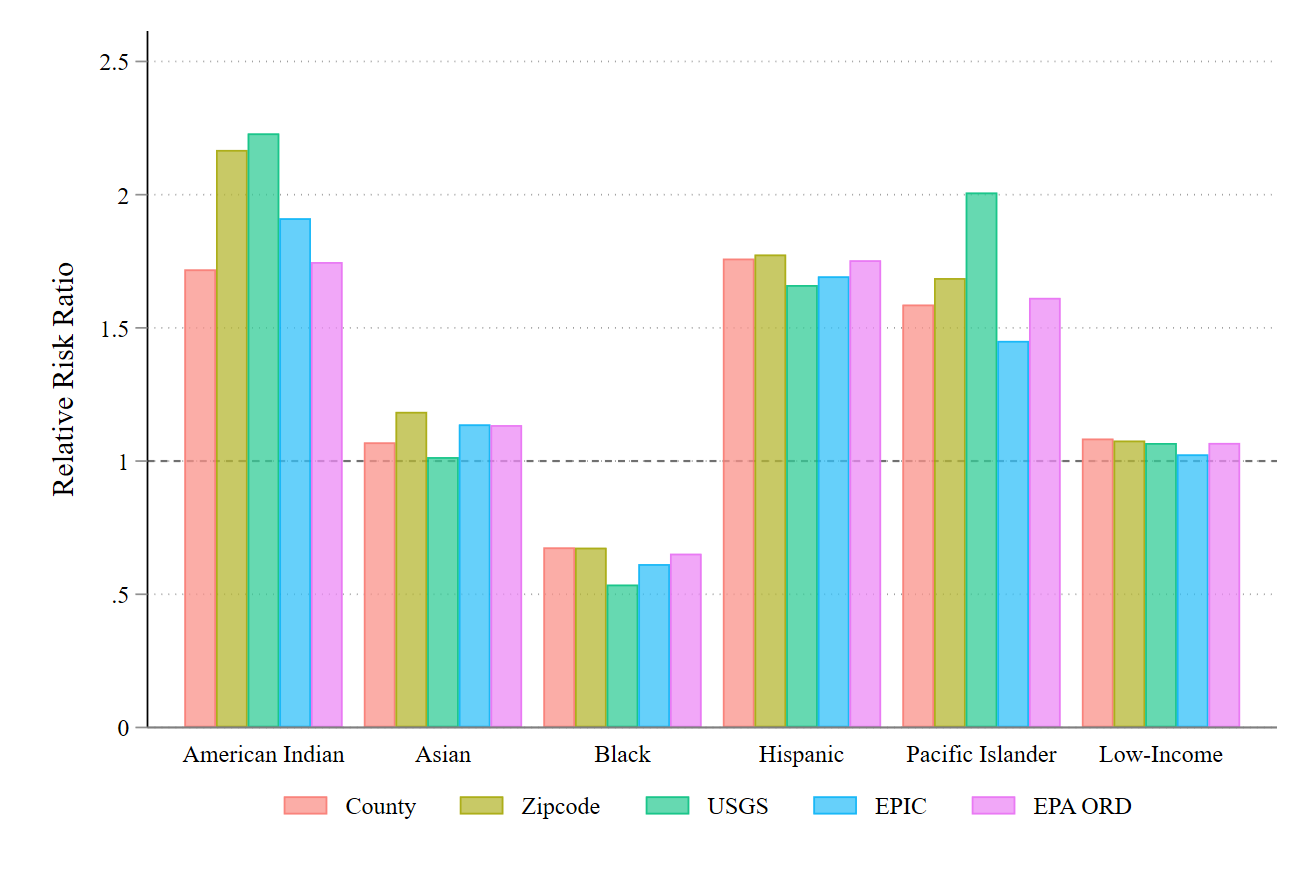 Relative Risk Ratio
2.5
2
1.5
1
.5
0
American Indian Asian Black Hispanic Pacific Islander Low-Income
County Zipcode USGS EPIC EPA ORD